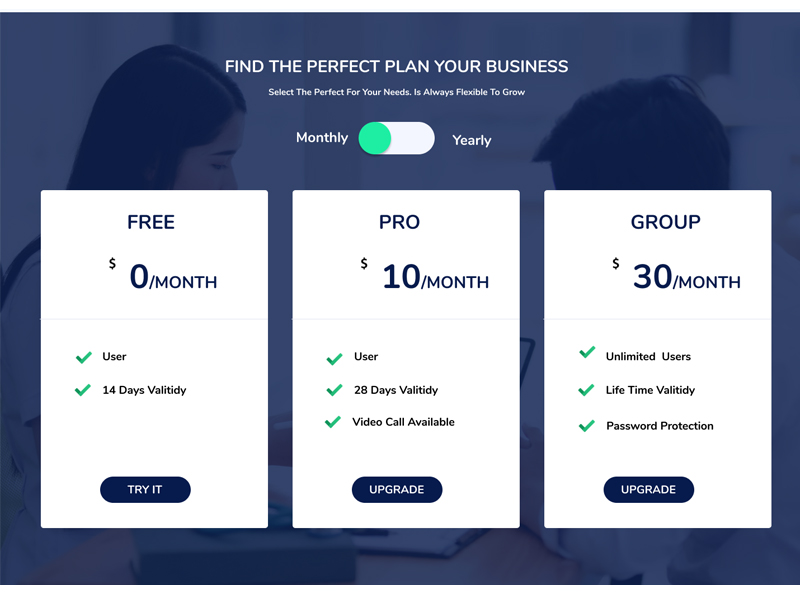 FIND THE PERFECT PLAN YOUR BUSINESS
Select The Perfect For Your Needs. Is Always Flexible To Grow
Monthly
Yearly
FREE
$ 0/MONTH
User
14 Days Valitidy
TRY IT
PRO
$ 10/MONTH
User
28 Days Valitidy
Video Call Available
UPGRADE
GROUP
$ 30/MONTH
Unlimited Users
Life Time Valitidy
Password Protection
UPGRADE